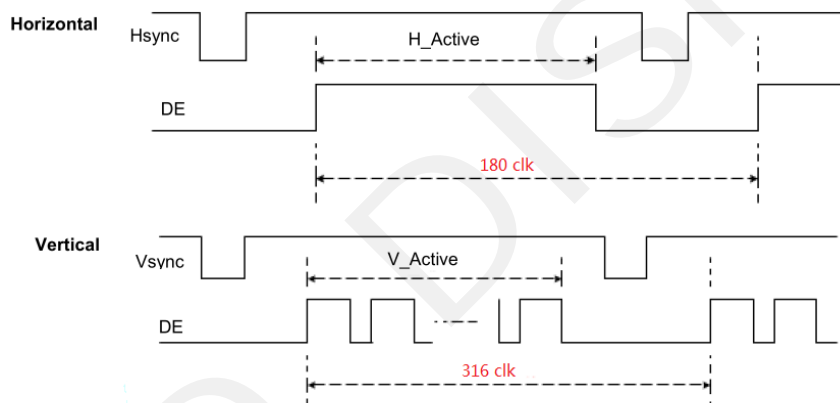 Horizontal
Hsync
H_Active
DE
180 clk
Vertical
Vsync
V_Active
DE
316 clk